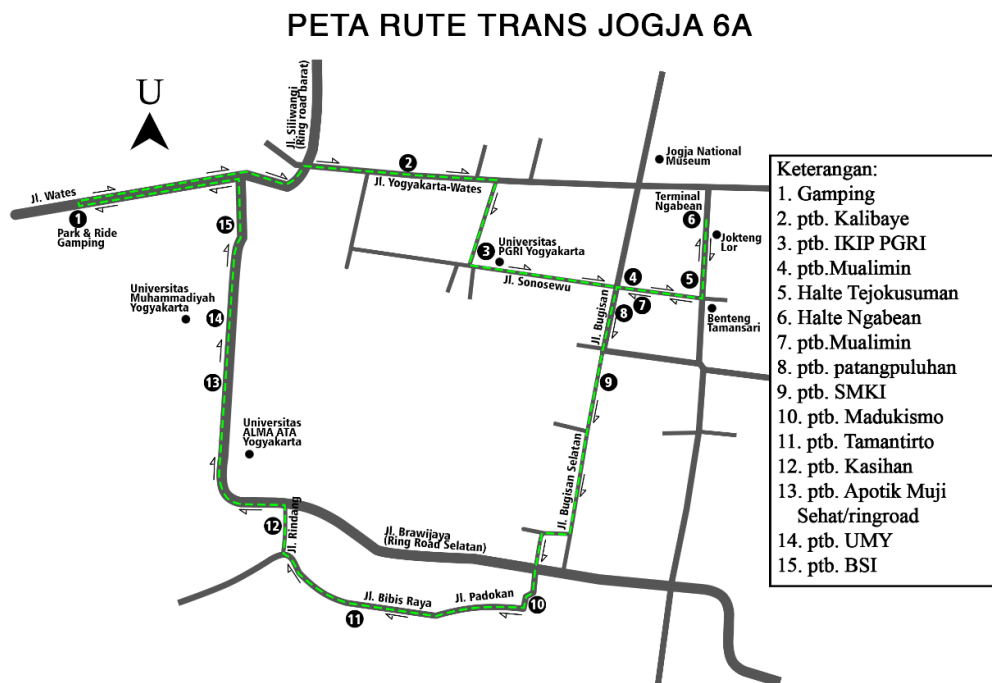 PETA RUTE TRANS JOGJA 6A
U
Jl. Siliwangi
(Ring road barat)
Jl. Wates
1
Park & Ride
Gamping
2
Jl. Yogyakarta-Wates
Jogja National
Museum
Terminal
Ngabean
6
Jokteng
Lor
15
3
Universitas
PGRI Yogyakarta
Jl. Sonosewu
4
5
7
8
Jl. Bugisan
Benteng
Tamansari
Universitas
Muhammadiyah
Yogyakarta
14
13
9
Universitas
ALMA ATA
Yogyakarta
Jl. Bugisan Selatan
12
Jl. Rindang
Jl. Brawijaya
(Ring Road Selatan)
Jl. Bibis Raya
Jl. Padokan
10
11
Keterangan:
1. Gamping
2 ptb. Kalibaye
3 ptb. IKIP PGRI
4 ptb.Mualimin
5 Halte Tejokusuman
6 Halte Ngabean
7 ptb.Mualimin
8 ptb. patangpuluhan
9 ptb. SMKI
10. ptb. Madukismo
11. ptb. Tamantirto
12 ptb. Kasihan
13. ptb. Apotik Muji
Sehat/ringroad
14. ptb. UMY
15. ptb. BSI